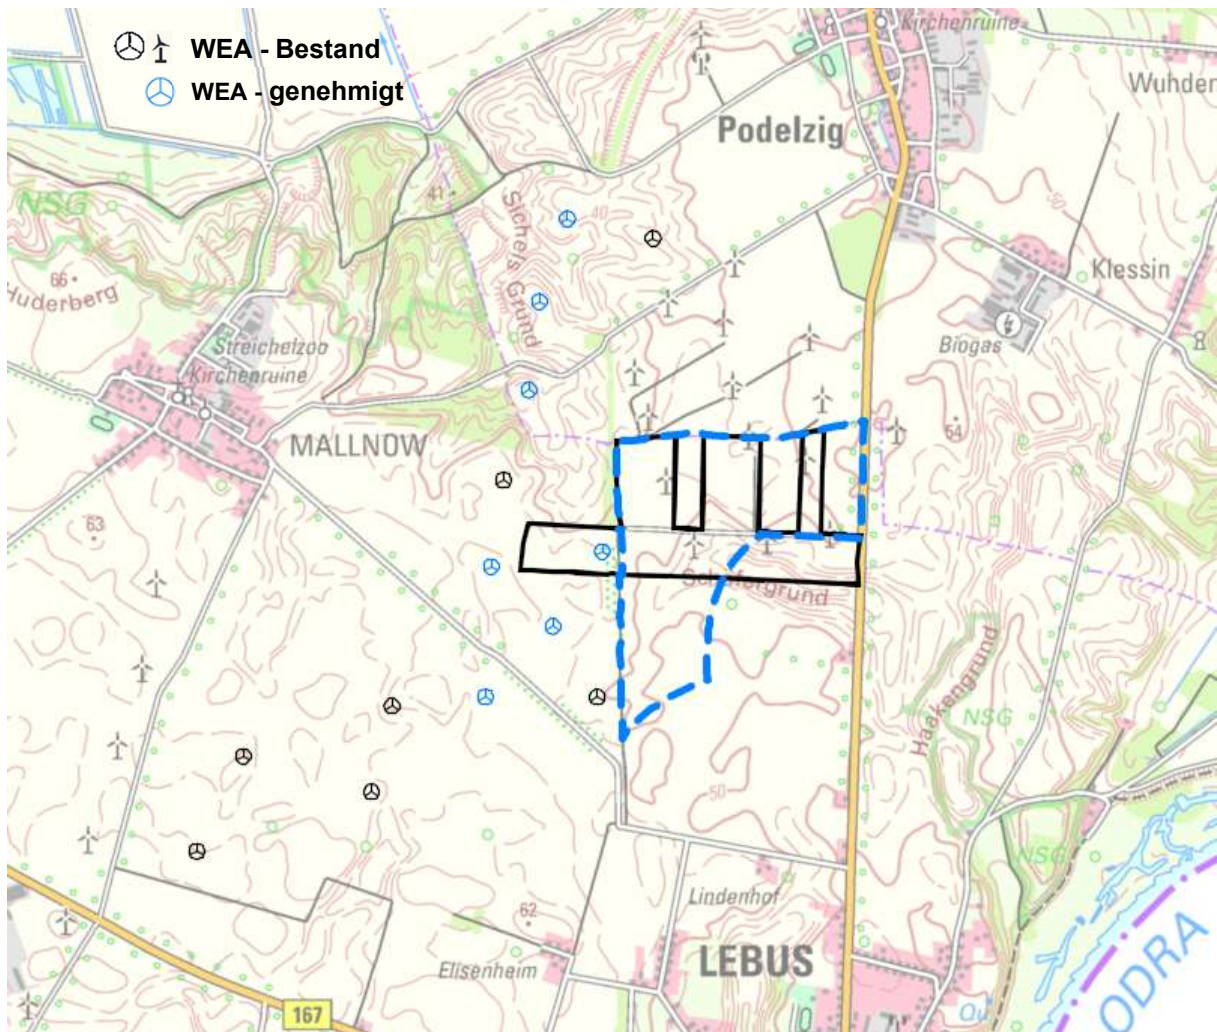 WEA - Bestand
WEA - genehmigt
Kirchenruine
Wuhden
Podelzig
NSG
41
Sichels Grund
40
50
66
Huderberg
Klessin
Streichelzoo
Kirchenruine
Biogas
MALLNOW
54
63
Schäfergrund
Haakengrund
NSG
50
NSG
Lindenhof
62
Elisenheim
LEBUS
ODRA
167